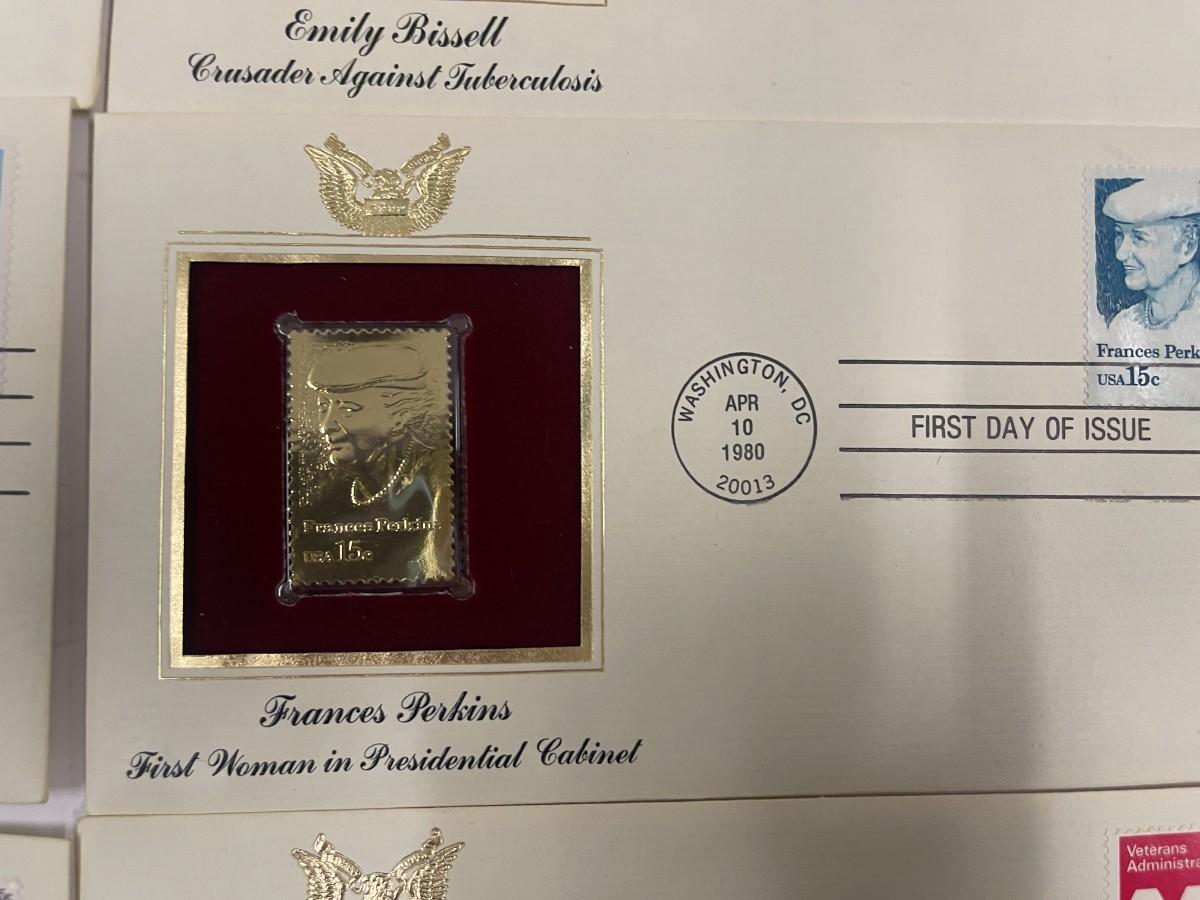 Emily Bissell
Crusader Against Tuberculosis
Frances Perkins
USA 15c
WASHINGTON, DC
APR
10
1980
20013
FIRST DAY OF ISSUE
Frances Perk
USA 15c
Frances Perkins
First Woman in Presidential Cabinet
Veterans
Administra